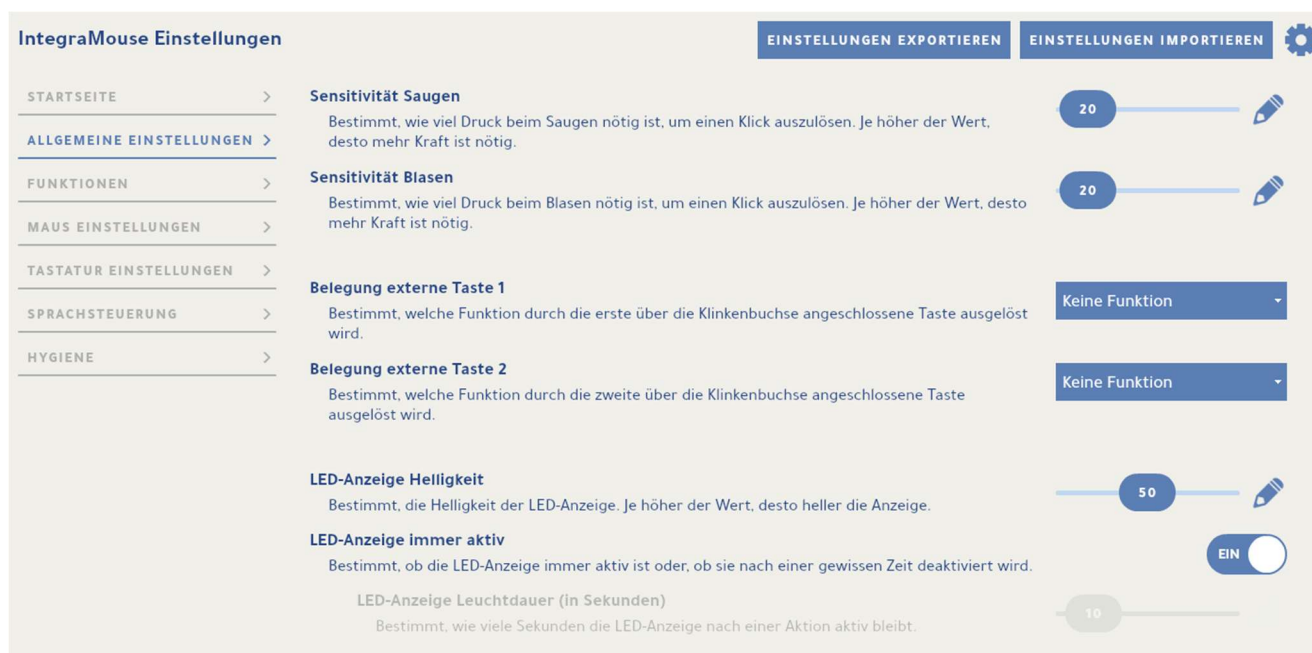 IntegraMouse Einstellungen
EINSTELLUNGEN EXPORTIEREN
EINSTELLUNGEN IMPORTIEREN
STARTSEITE
ALLGEMEINE EINSTELLUNGEN
FUNKTIONEN
MAUS EINSTELLUNGEN
TASTATUR EINSTELLUNGEN
SPRACHSTEUERUNG
HYGIENE
Sensitivität Saugen
Bestimmt, wie viel Druck beim Saugen nötig ist, um einen Klick auszulösen. Je höher der Wert,
desto mehr Kraft ist nötig.
20
Sensitivität Blasen
Bestimmt, wie viel Druck beim Blasen nötig ist, um einen Klick auszulösen. Je höher der Wert, desto
mehr Kraft ist nötig.
20
Belegung externe Taste 1
Bestimmt, welche Funktion durch die erste über die Klinkenbuchse angeschlossene Taste ausgelöst
wird.
Keine Funktion
Belegung externe Taste 2
Bestimmt, welche Funktion durch die zweite über die Klinkenbuchse angeschlossene Taste
ausgelöst wird.
Keine Funktion
LED-Anzeige Helligkeit
Bestimmt, die Helligkeit der LED-Anzeige. Je höher der Wert, desto heller die Anzeige.
50
LED-Anzeige immer aktiv
Bestimmt, ob die LED-Anzeige immer aktiv ist oder, ob sie nach einer gewissen Zeit deaktiviert wird.
EIN
LED-Anzeige Leuchtdauer (in Sekunden)
Bestimmt, wie viele Sekunden die LED-Anzeige nach einer Aktion aktiv bleibt.
10